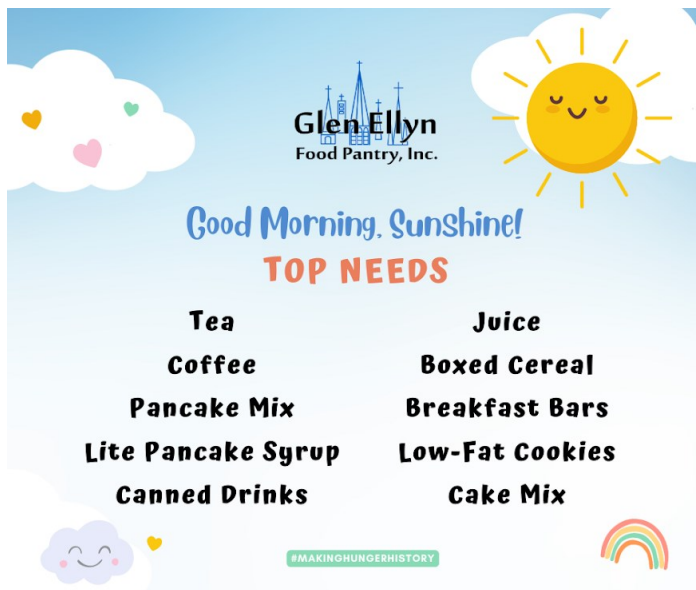 Glen Ellyn
Food Pantry, Inc.
Good Morning, Sunshine!
TOP NEEDS
Tea
Coffee
Pancake Mix
Lite Pancake Syrup
Canned Drinks
Juice
Boxed Cereal
Breakfast Bars
Low-Fat Cookies
Cake Mix
#MAKINGHUNGERHISTORY